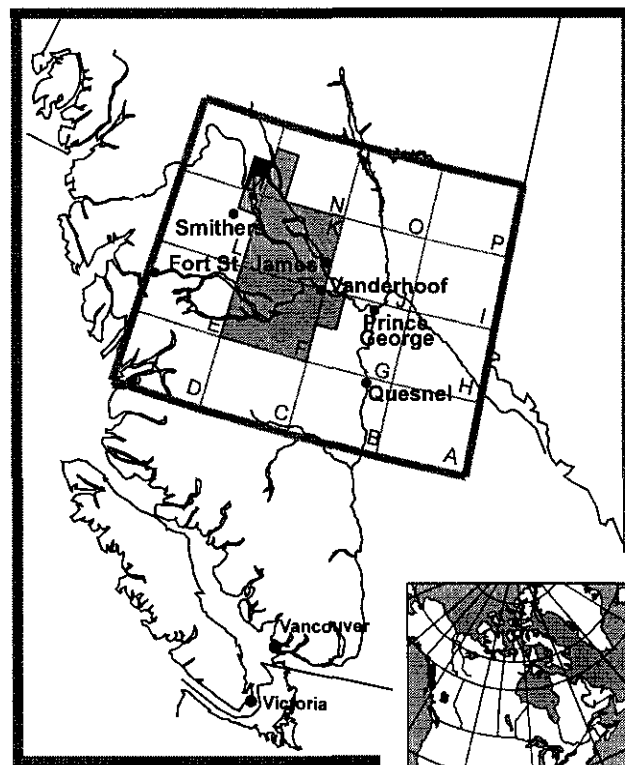 N
O
P
K
Smithers
L
Fort St. James
Vanderhoof
J
I
Prince
George
E
F
G
H
Quesnel
D
C
B
A
Vancouver
Victoria